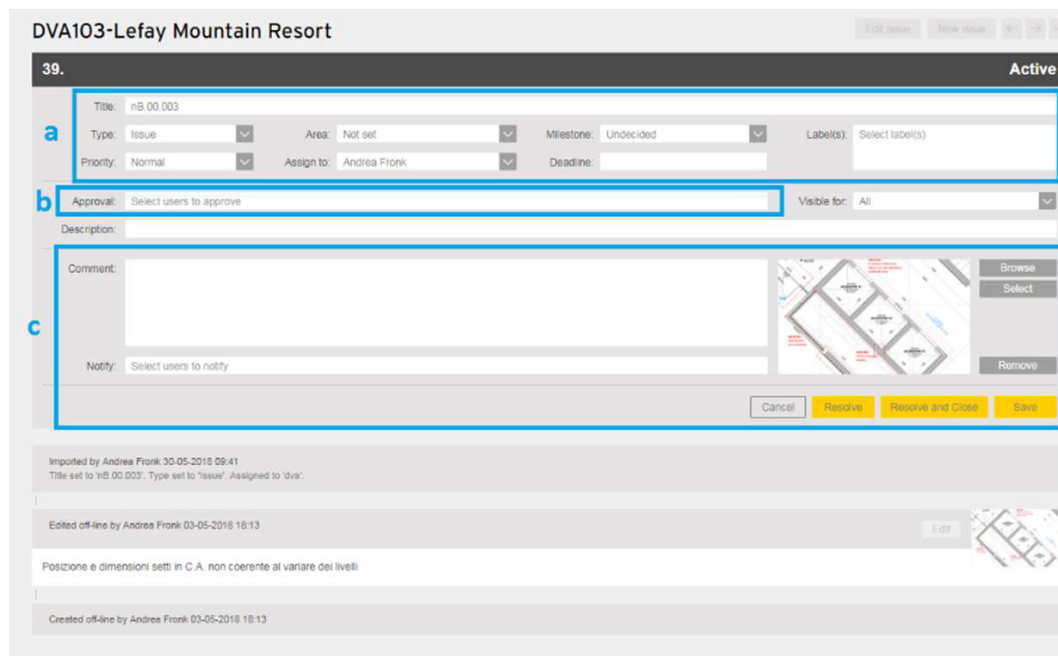 DVA103-Lefay Mountain Resort
Edit issue New issue
39. Active
a
Title: nB.00.003
Type: Issue Area: Not set Milestone: Undecided Label(s): Select label(s)
Priority: Normal Assign to: Andrea Fronk Deadline:
b
Approval: Select users to approve Visible for: All
Description:
c
Comment: Browse
Select
Notify: Select users to notify Remove
Cancel Resolve Resolve and Close Save
Imported by Andrea Fronk 30-05-2018 09:41
Title set to 'nB.00.003'. Type set to 'Issue'. Assigned to 'dva'.
Edited off-line by Andrea Fronk 03-05-2018 18:13 Edit
Posizione e dimensioni setti in C.A. non coerente al variare dei livelli
Created off-line by Andrea Fronk 03-05-2018 18:13